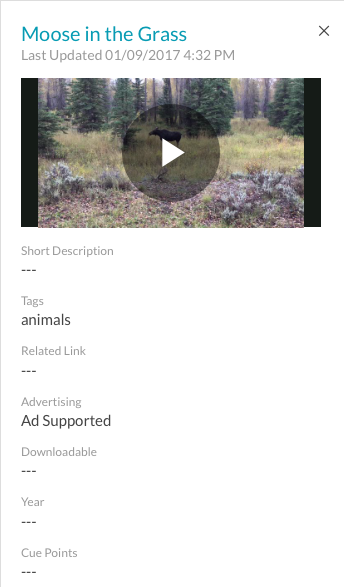 Moose in the Grass
Last Updated 01/09/2017 4:32 PM
Short Description
---
Tags
animals
Related Link
---
Advertising
Ad Supported
Downloadable
---
Year
---
Cue Points
---